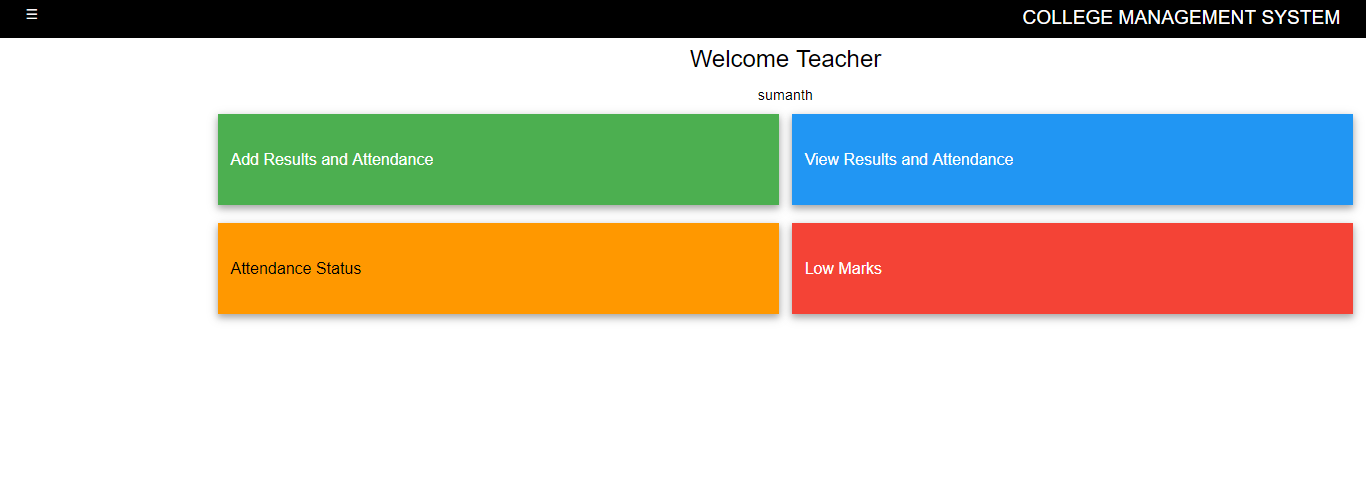 ☰ COLLEGE MANAGEMENT SYSTEM
Welcome Teacher
sumanth
Add Results and Attendance
View Results and Attendance
Attendance Status
Low Marks